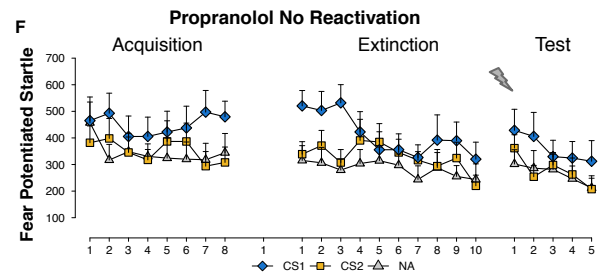 F
Propranolol No Reactivation
Acquisition Extinction Test
Fear Potentiated Startle
700
600
500
400
300
200
100
1 2 3 4 5 6 7 8 1 1 2 3 4 5 6 7 8 9 10 1 2 3 4 5
CS1 CS2 NA